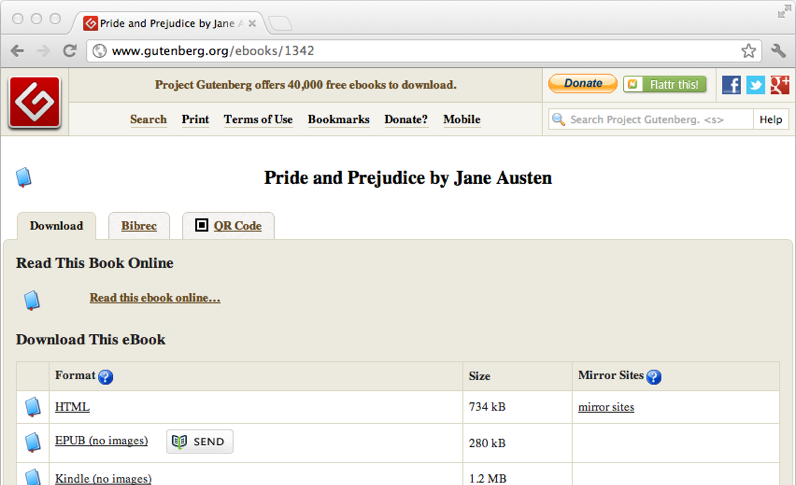 Pride and Prejudice by Jane A
www.gutenberg.org/ebooks/1342
Project Gutenberg offers 40,000 free ebooks to download.
Donate
Flattr this!
Search Print Terms of Use Bookmarks Donate? Mobile
Search Project Gutenberg. <s>
Help
Pride and Prejudice by Jane Austen
Download Bibrec QR Code
Read This Book Online
Read this ebook online…
Download This eBook
Format ? Size Mirror Sites ?
HTML 734 kB mirror sites
EPUB (no images) SEND 280 kB
Kindle (no images) 1.2 MB